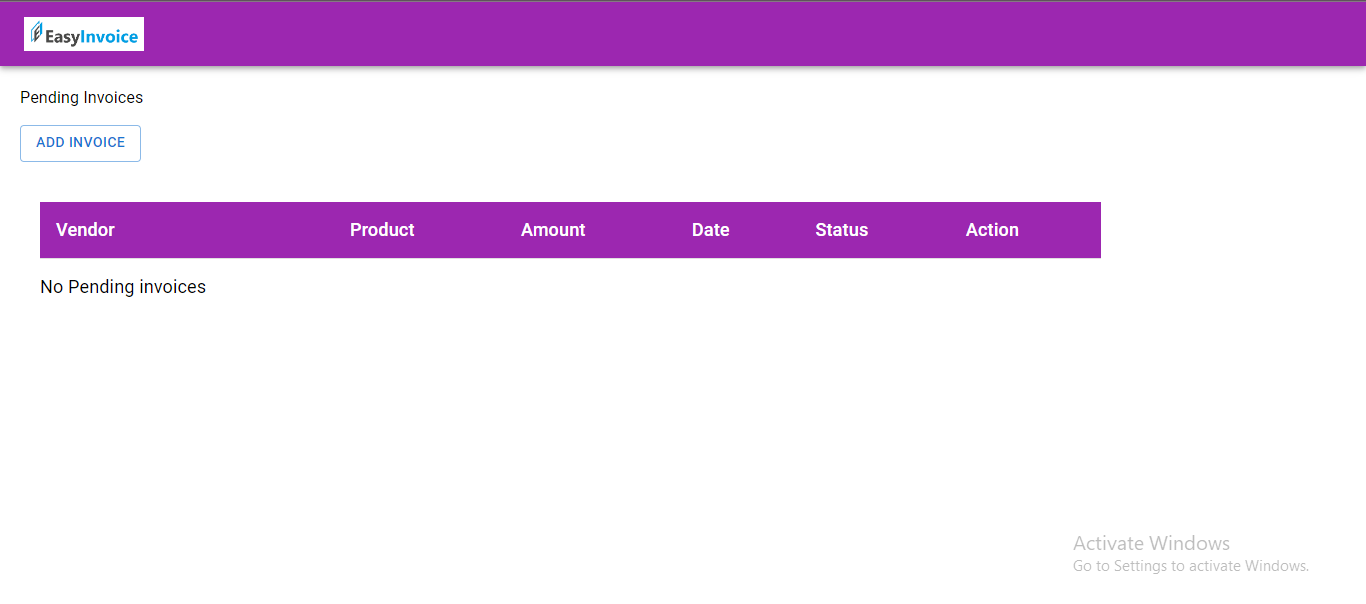 EasyInvoice
Pending Invoices
ADD INVOICE
Vendor Product Amount Date Status Action
No Pending invoices
Activate Windows
Go to Settings to activate Windows.